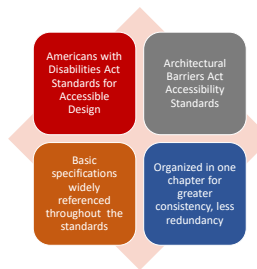 Americans with
Disabilities Act
Standards for
Accessible
Design
Architectural
Barriers Act
Accessibility
Standards
Basic
specifications
widely
referenced
throughout the
standards
Organized in one
chapter for
greater
consistency, less
redundancy